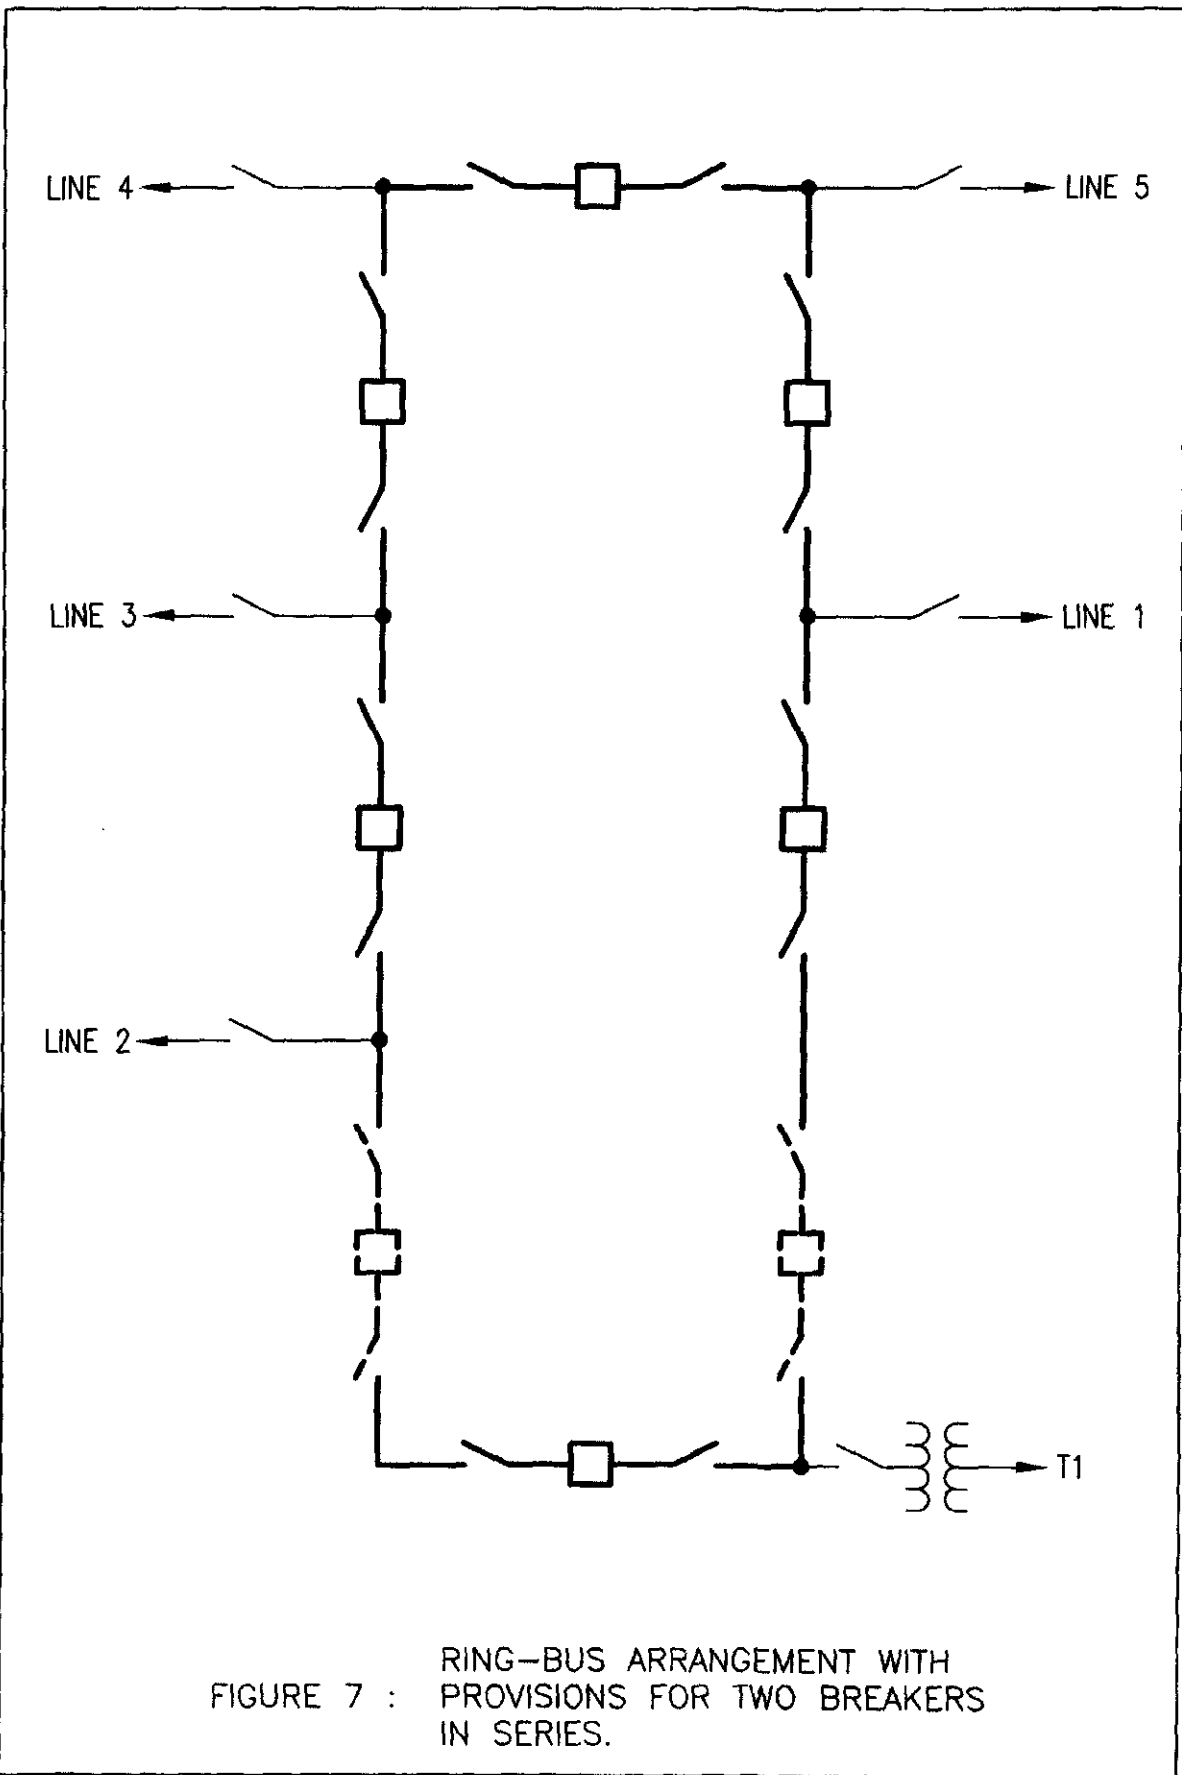 LINE 4
LINE 5
LINE 3
LINE 1
LINE 2
T1
FIGURE 7 : RING-BUS ARRANGEMENT WITH
PROVISIONS FOR TWO BREAKERS
IN SERIES.